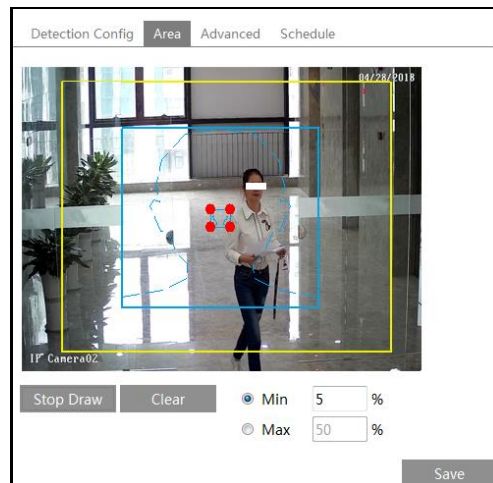 Detection Config Area Advanced Schedule
04/28/2018
IP Camera02
Stop Draw Clear Min 5 %
Max 50 %
Save